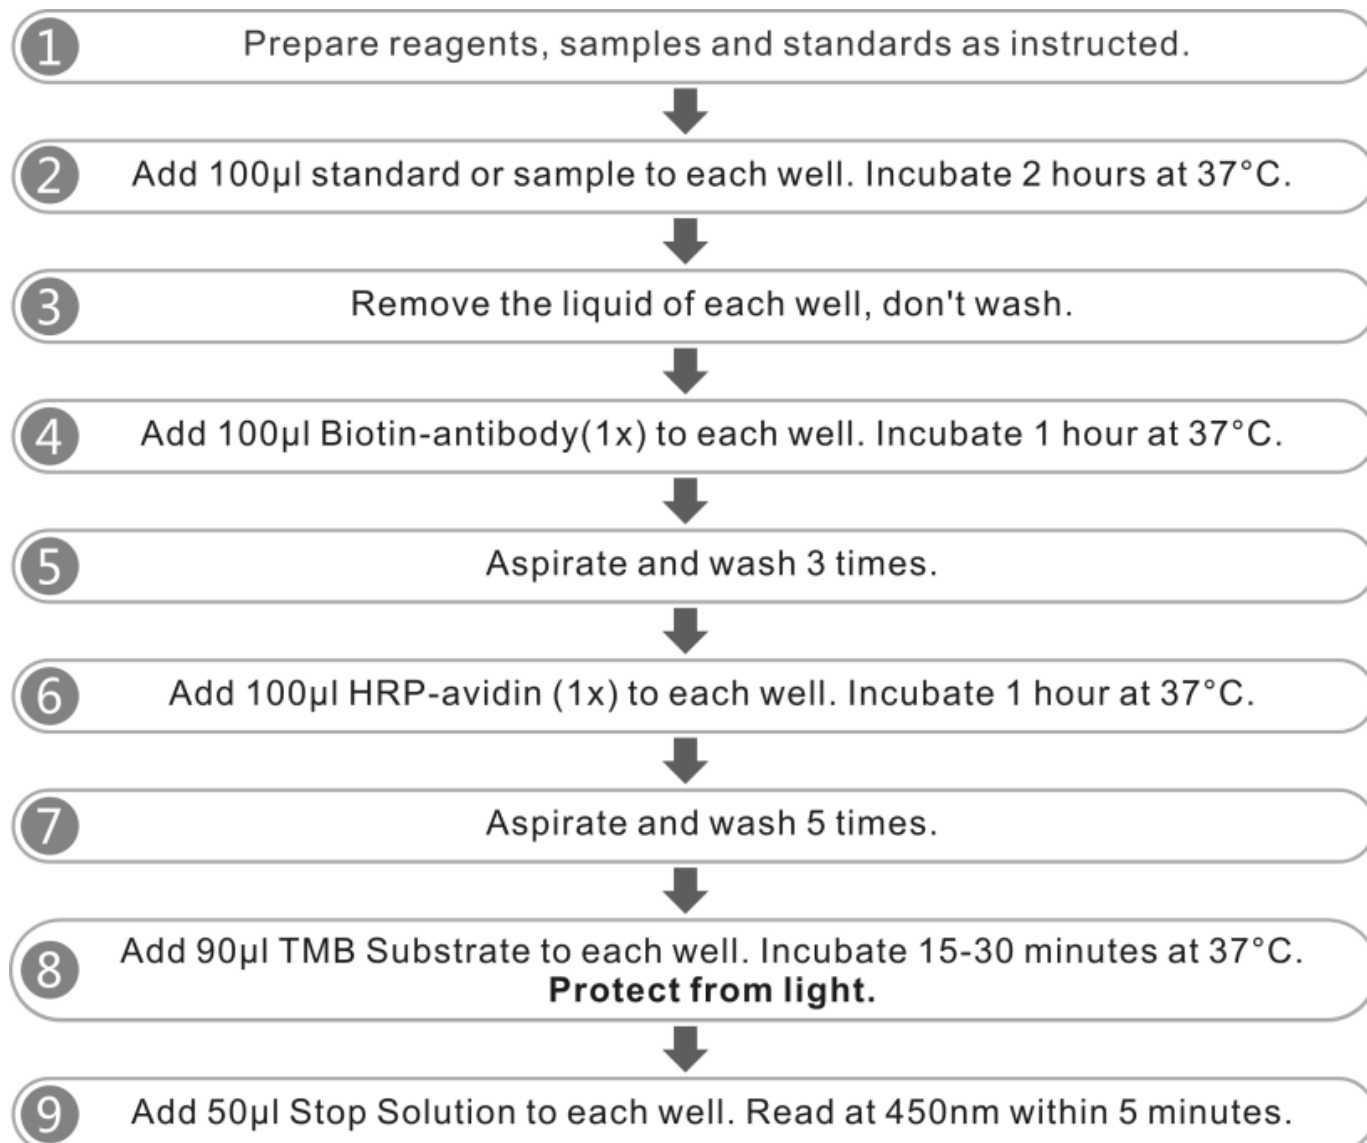 1
Prepare reagents, samples and standards as instructed.
2
Add 100µl standard or sample to each well. Incubate 2 hours at 37°C.
3
Remove the liquid of each well, don't wash.
4
Add 100µl Biotin-antibody(1x) to each well. Incubate 1 hour at 37°C.
5
Aspirate and wash 3 times.
6
Add 100µl HRP-avidin (1x) to each well. Incubate 1 hour at 37°C.
7
Aspirate and wash 5 times.
8
Add 90µl TMB Substrate to each well. Incubate 15-30 minutes at 37°C.
Protect from light.
9
Add 50µl Stop Solution to each well. Read at 450nm within 5 minutes.